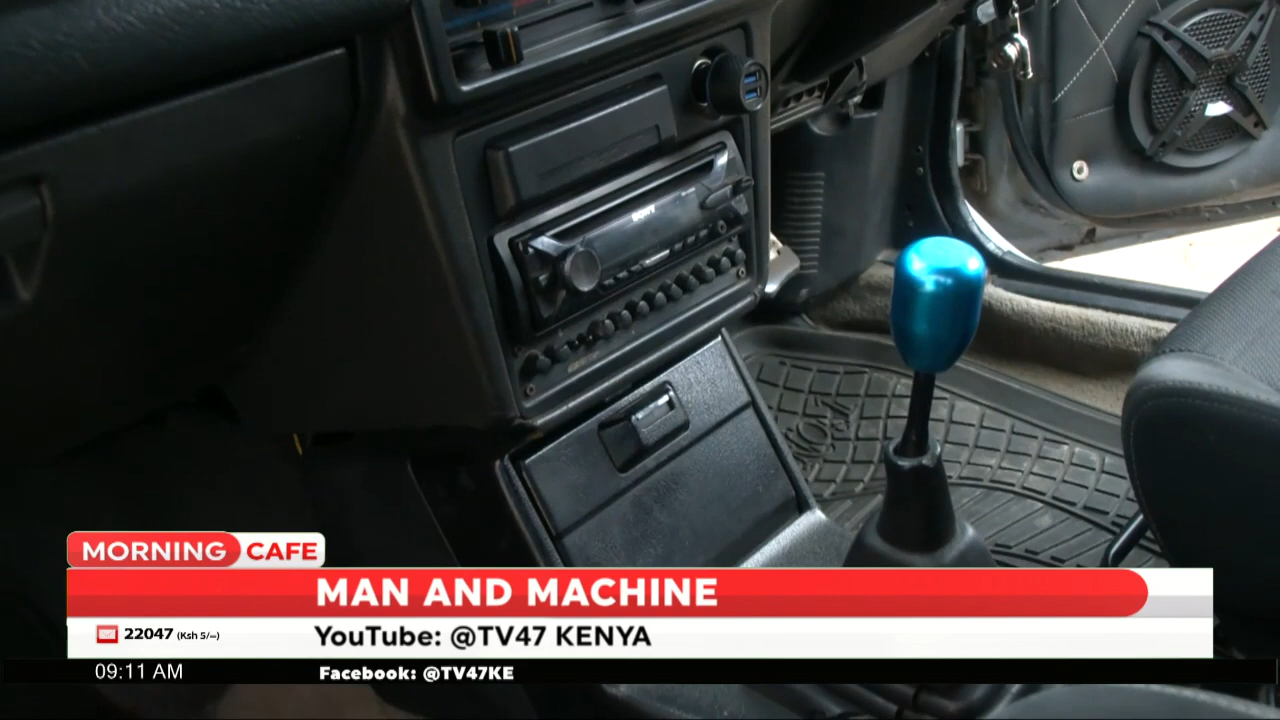 SONY
MORNING CAFE
MAN AND MACHINE
22047 (Ksh 5/=)
YouTube: @TV47 KENYA
09:11 AM
Facebook: @TV47KE